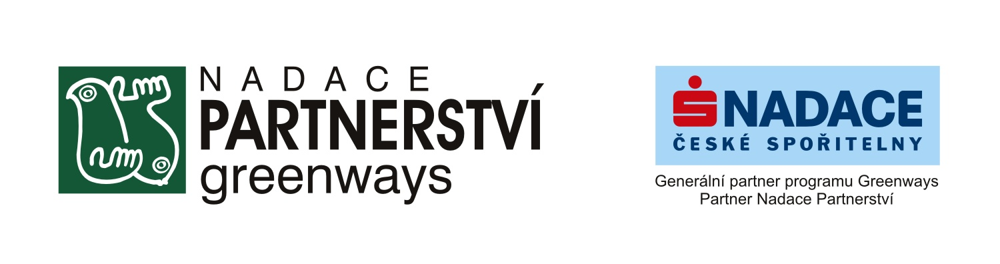 NADACE
PARTNERSTVÍ
greenways
NADACE
ČESKÉ SPOŘITELNY
Generální partner programu Greenways
Partner Nadace Partnerství